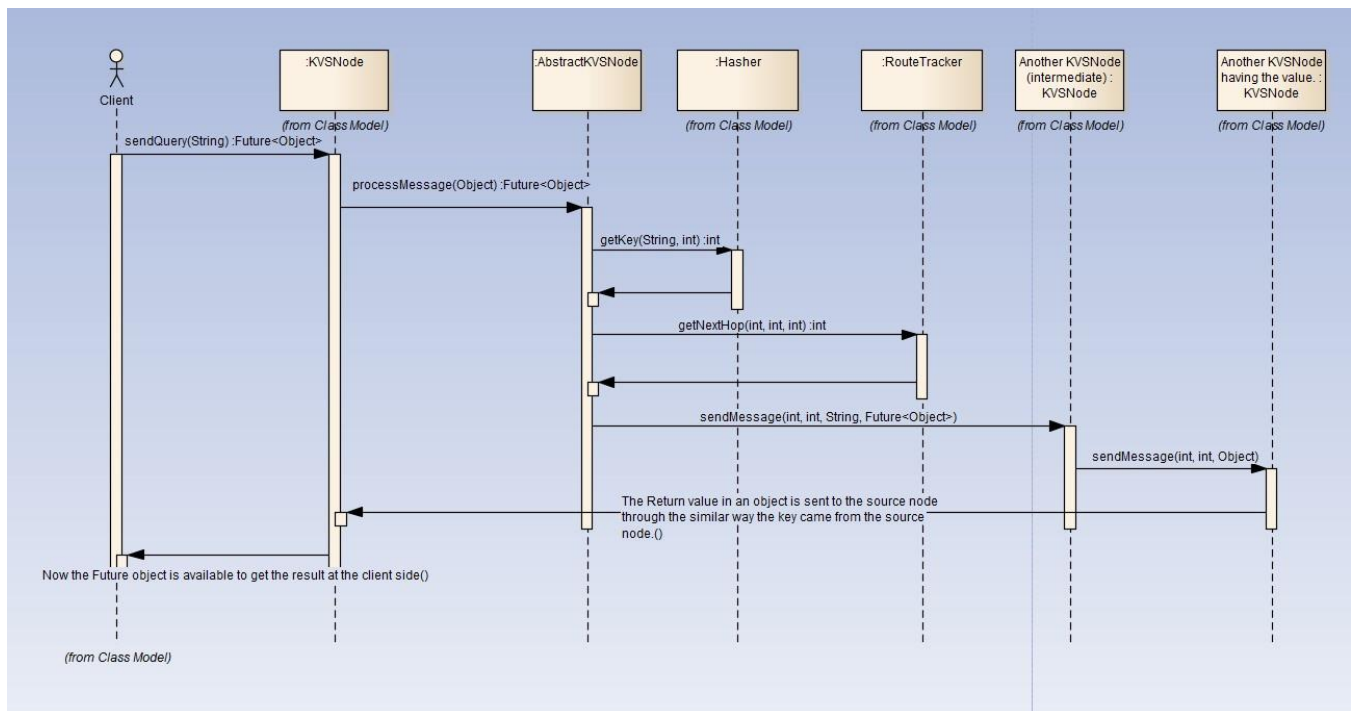 Client
:KVSNode
:AbstractKVSNode
:Hasher
:RouteTracker
Another KVSNode
(intermediate) :
KVSNode
Another KVSNode
having the value. :
KVSNode
(from Class Model)
(from Class Model)
(from Class Model)
(from Class Model)
(from Class Model)
sendQuery(String) :Future<Object>
processMessage(Object) :Future<Object>
getKey(String, int) :int
getNextHop(int, int, int) :int
sendMessage(int, int, String, Future<Object>)
sendMessage(int, int, Object)
The Return value in an object is sent to the source node
through the similar way the key came from the source
node.()
Now the Future object is available to get the result at the client side()
(from Class Model)